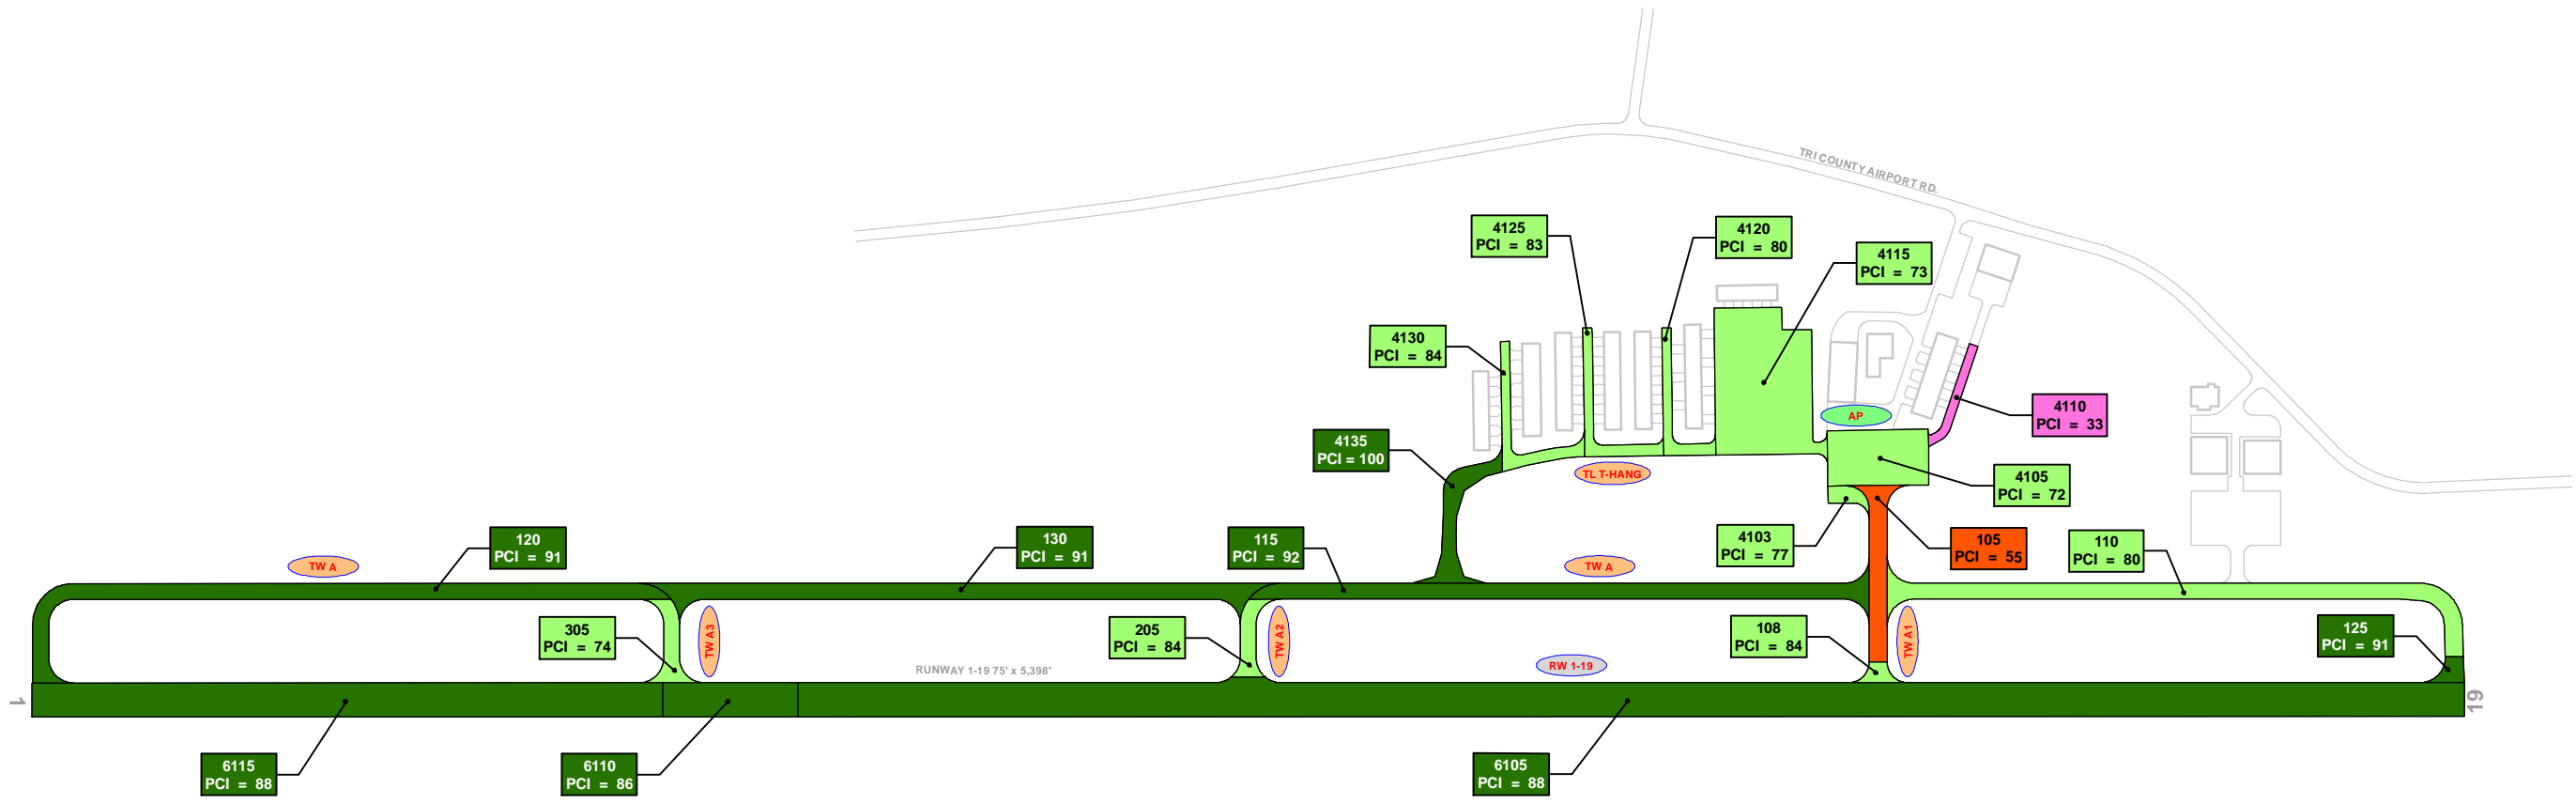 TRI COUNTY AIRPORT RD.
4125
PCI = 83
4120
PCI = 80
4115
PCI = 73
4130
PCI = 84
AP
4110
PCI = 33
4135
PCI = 100
TL T-HANG
4105
PCI = 72
120
PCI = 91
130
PCI = 91
115
PCI = 92
4103
PCI = 77
105
PCI = 55
110
PCI = 80
TW A
TW A
305
PCI = 74
TW A3
205
PCI = 84
TW A2
108
PCI = 84
TW A1
125
PCI = 91
RUNWAY 1-19 75' x 5,398'
RW 1-19
1
19
6115
PCI = 88
6110
PCI = 86
6105
PCI = 88